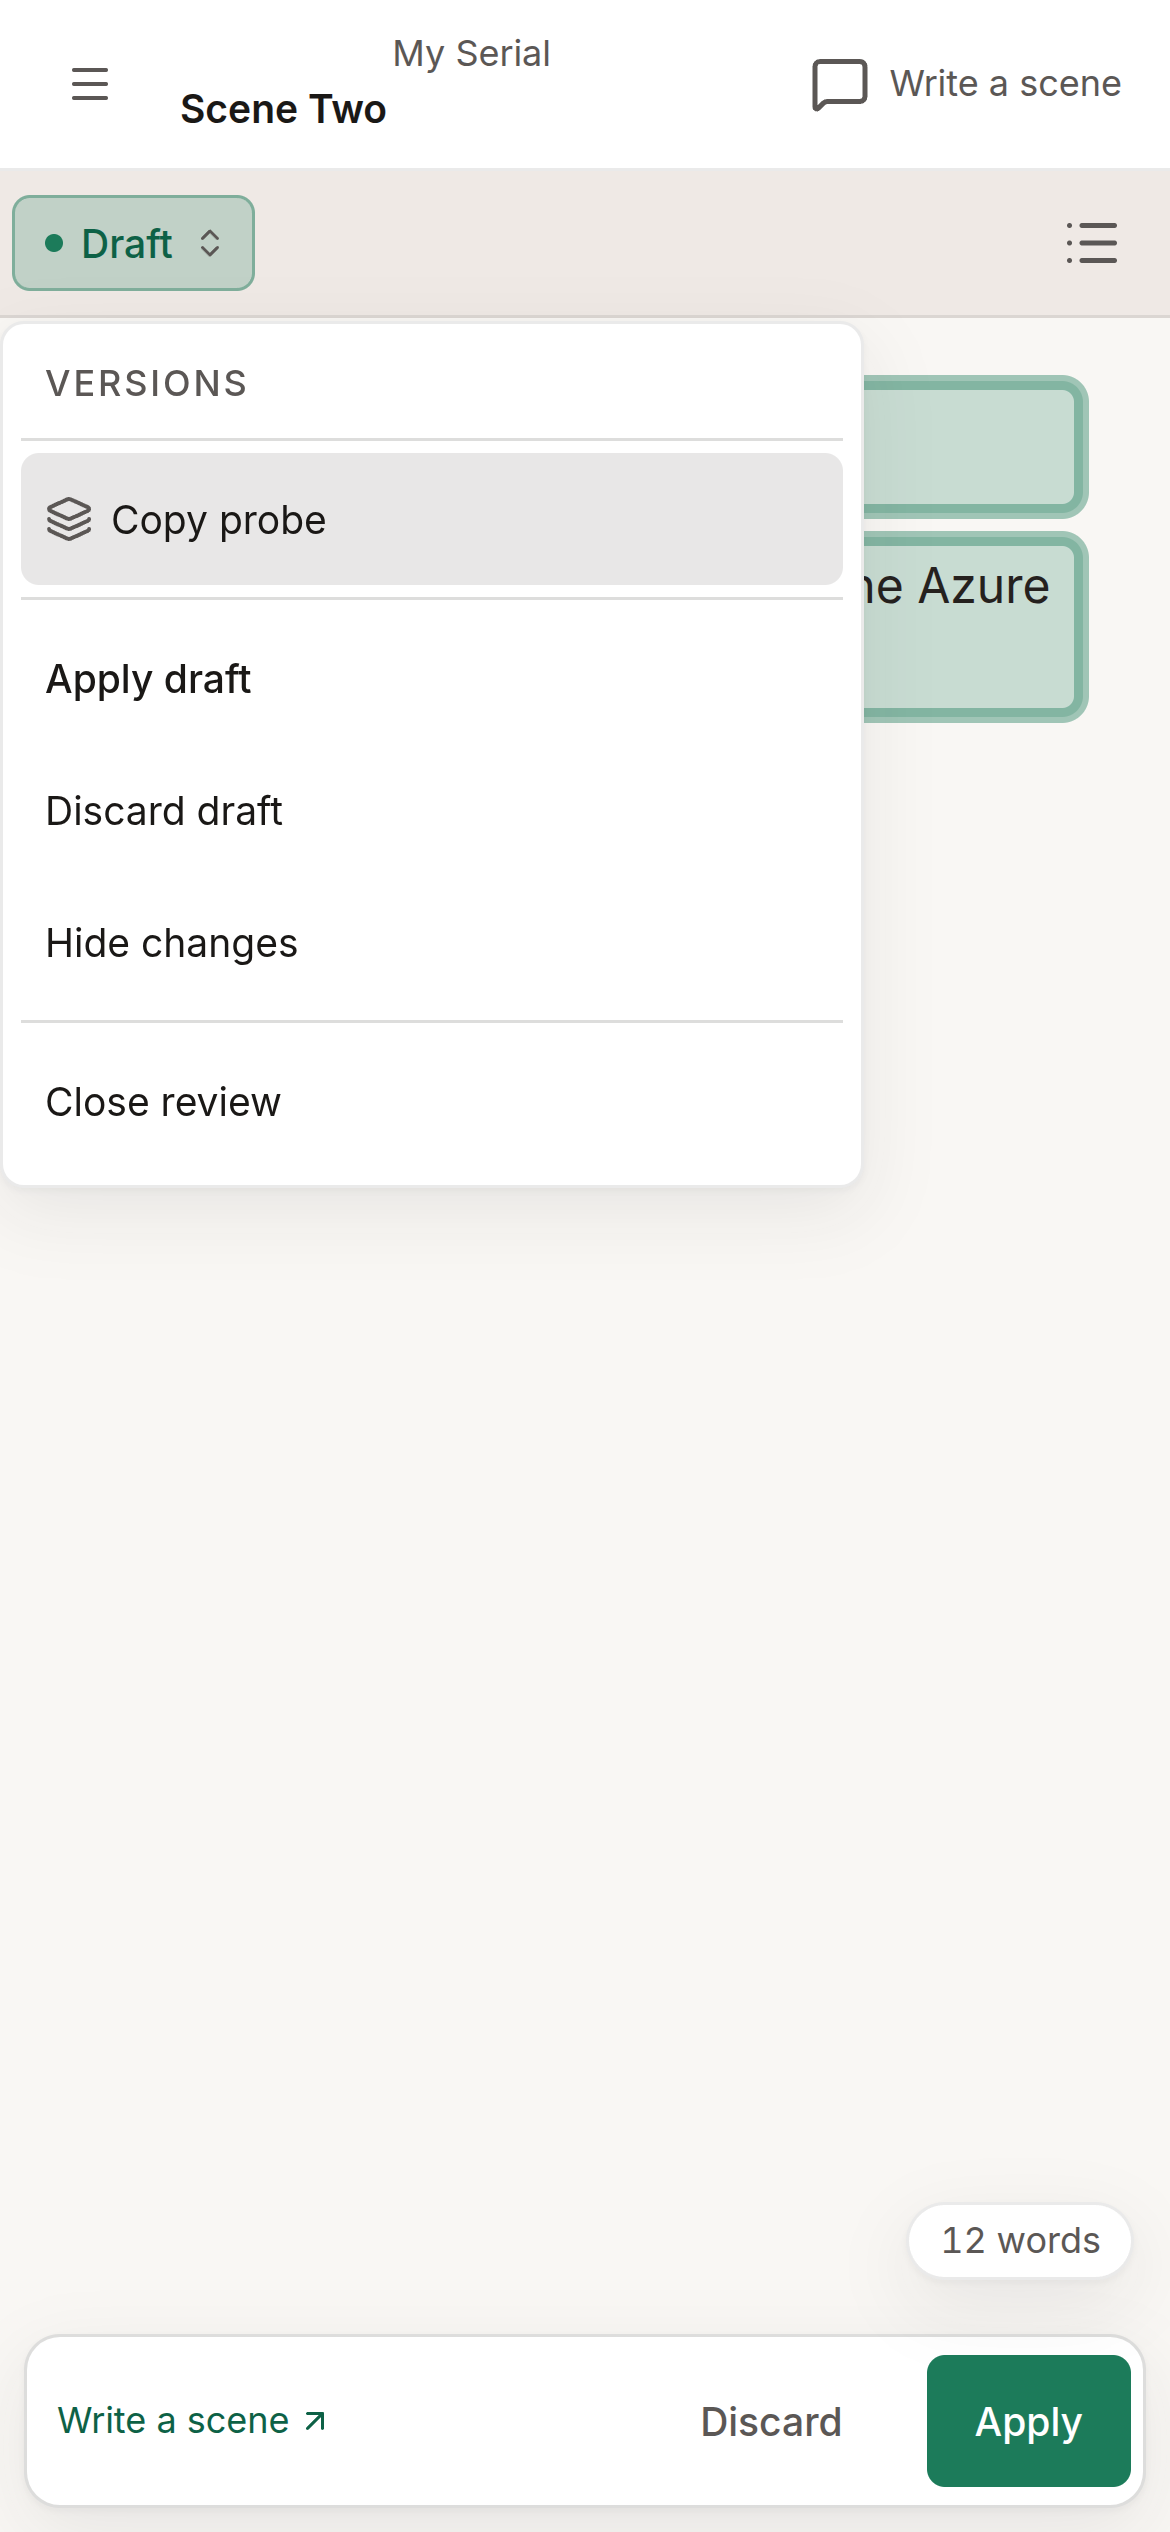 My Serial
Scene Two
Write a scene
Draft
VERSIONS
Copy probe
Azure
Apply draft
Discard draft
Hide changes
Close review
12 words
Write a scene
Discard
Apply